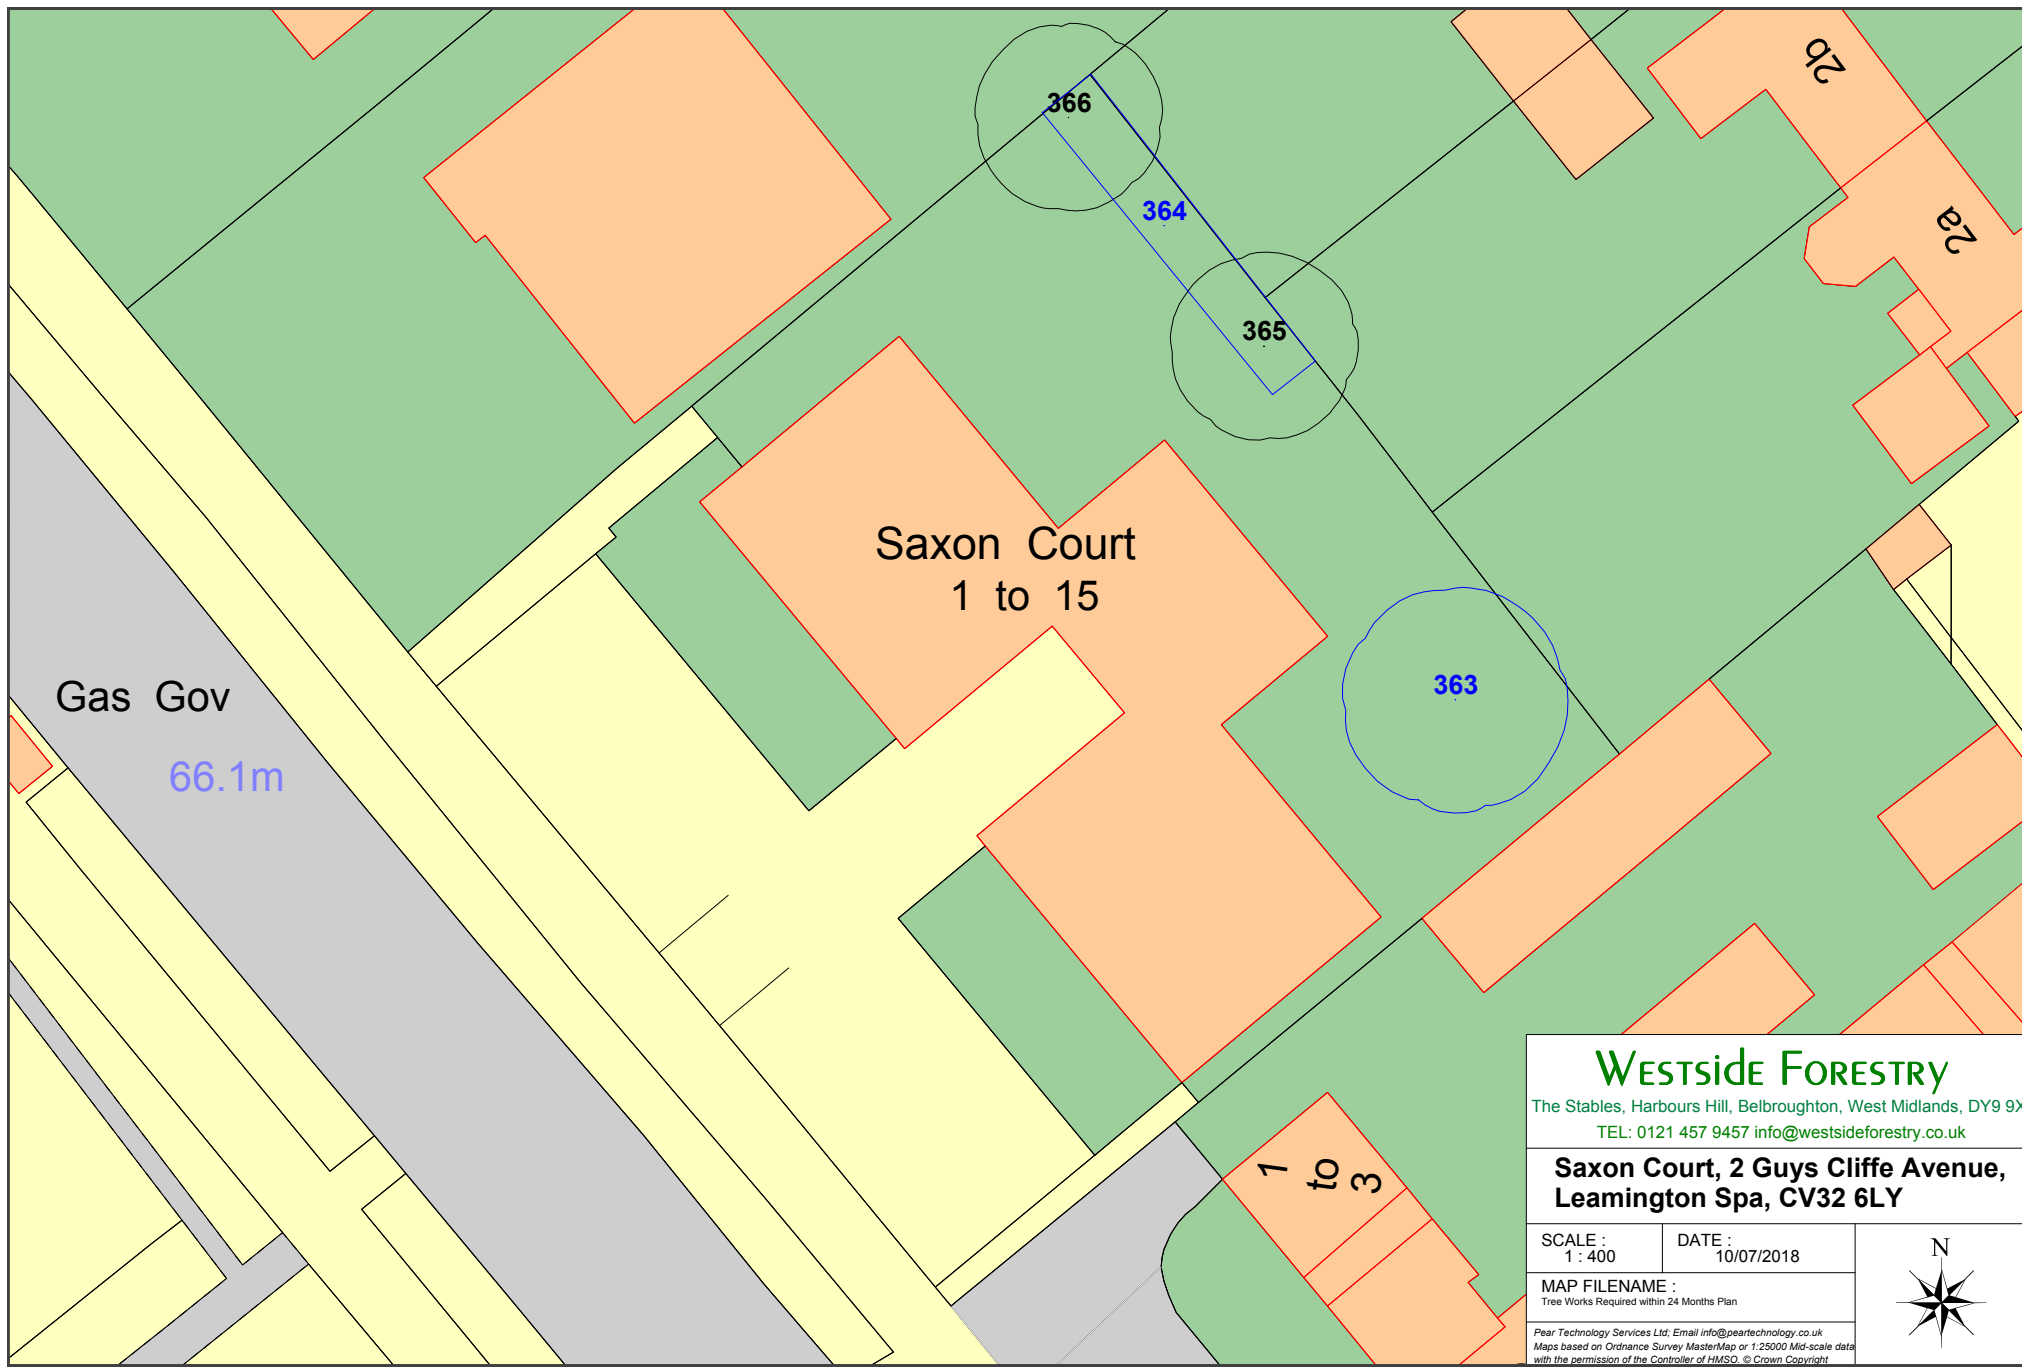 2b
366
364
2a
365
Saxon Court
1 to 15
363
Gas Gov
66.1m
1
to
3
WESTSIDE FORESTRY
The Stables, Harbours Hill, Belbroughton, West Midlands, DY9 9X
TEL: 0121 457 9457 info@westsideforestry.co.uk
Saxon Court, 2 Guys Cliffe Avenue,
Leamington Spa, CV32 6LY
SCALE :
1 : 400
DATE :
10/07/2018
N
MAP FILENAME :
Tree Works Required within 24 Months Plan
Pear Technology Services Ltd; Email info@peartechnology.co.uk
Maps based on Ordnance Survey MasterMap or 1:25000 Mid-scale data
with the permission of the Controller of HMSO. © Crown Copyright